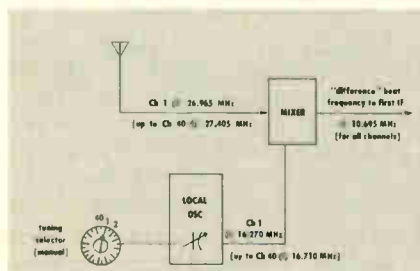 Ch 1 @ 26.965 MHz
(up to Ch 40 @ 27.405 MHz)
MIXER
"difference" beat
frequency to first IF
@ 10.695 MHz
(for all channels)
LOCAL
OSC
Ch 1
@ 16.270 MHz
(up to Ch 40 @ 16.710 MHz)
tuning
selector
(manual)
40 1 2